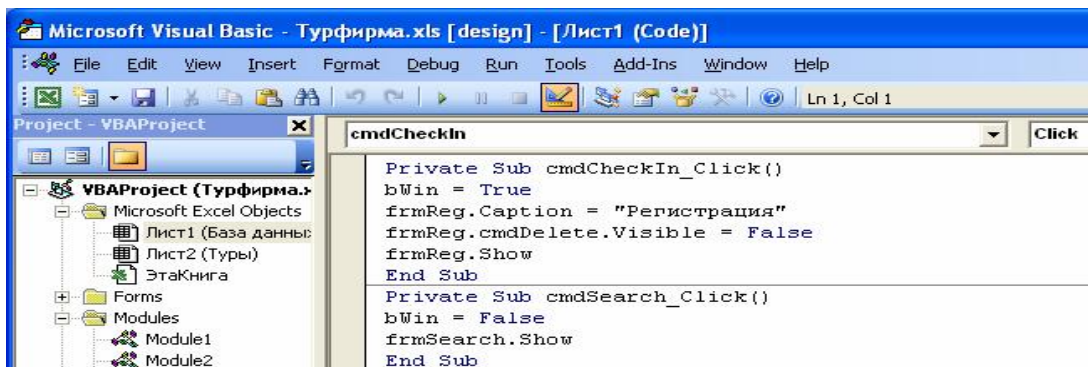 Microsoft Visual Basic - Турфирма.xls [design] - [Лист1 (Code)]
File Edit View Insert Format Debug Run Tools Add-Ins Window Help
Ln 1, Col 1
Project - VBAProject
cmdCheckIn
Click
VBAProject (Турфирма.
Microsoft Excel Objects
Лист1 (База данны
Лист2 (Туры)
ЭтаКнига
Forms
Modules
Module1
Module2
Private Sub cmdCheckIn_Click()
bWin = True
frmReg.Caption = "Регистрация"
frmReg.cmdDelete.Visible = False
frmReg.Show
End Sub
Private Sub cmdSearch_Click()
bWin = False
frmSearch.Show
End Sub